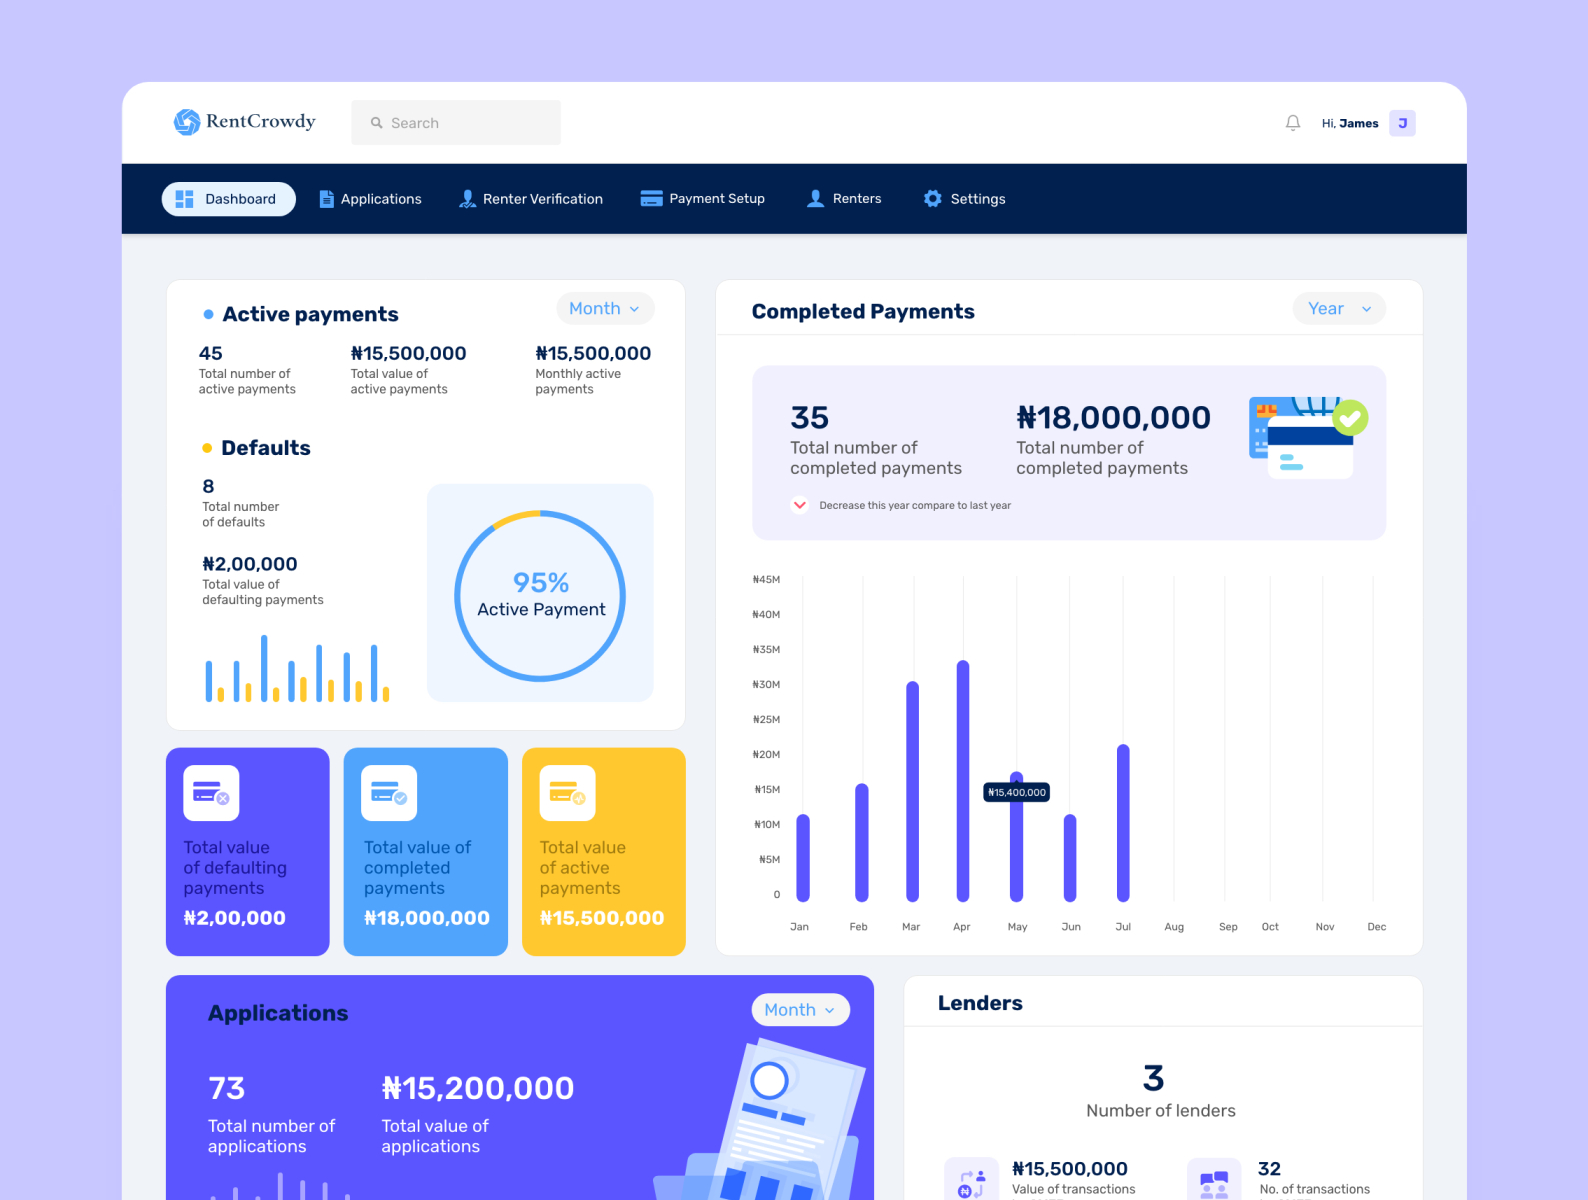 RentCrowdy
Search
Hi, James
J
Dashboard
Applications
Renter Verification
Payment Setup
Renters
Settings
Active payments
Month
45
Total number of
active payments
₦15,500,000
Total value of
active payments
₦15,500,000
Monthly active
payments
Defaults
8
Total number
of defaults
₦2,00,000
Total value of
defaulting payments
95%
Active Payment
Completed Payments
Year
35
Total number of
completed payments
₦18,000,000
Total number of
completed payments
Decrease this year compare to last year
₦45M
₦40M
₦35M
₦30M
₦25M
₦20M
₦15M
₦10M
₦5M
0
₦15,400,000
Jan
Feb
Mar
Apr
May
Jun
Jul
Aug
Sep
Oct
Nov
Dec
Total value
of defaulting
payments
₦2,00,000
Total value of
completed
payments
₦18,000,000
Total value
of active
payments
₦15,500,000
Applications
Month
73
Total number of
applications
₦15,200,000
Total value of
applications
Lenders
3
Number of lenders
₦15,500,000
Value of transactions
32
No. of transactions